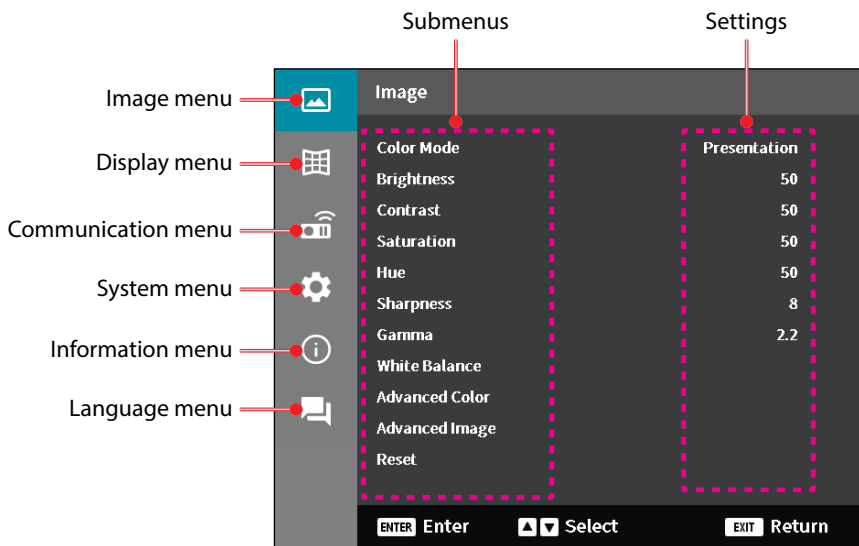 Submenus Settings
Image menu
Display menu
Communication menu
System menu
Information menu
Language menu
Image
Color Mode Presentation
Brightness 50
Contrast 50
Saturation 50
Hue 50
Sharpness 8
Gamma 2.2
White Balance
Advanced Color
Advanced Image
Reset
ENTER Enter ▲ ▼ Select EXIT Return